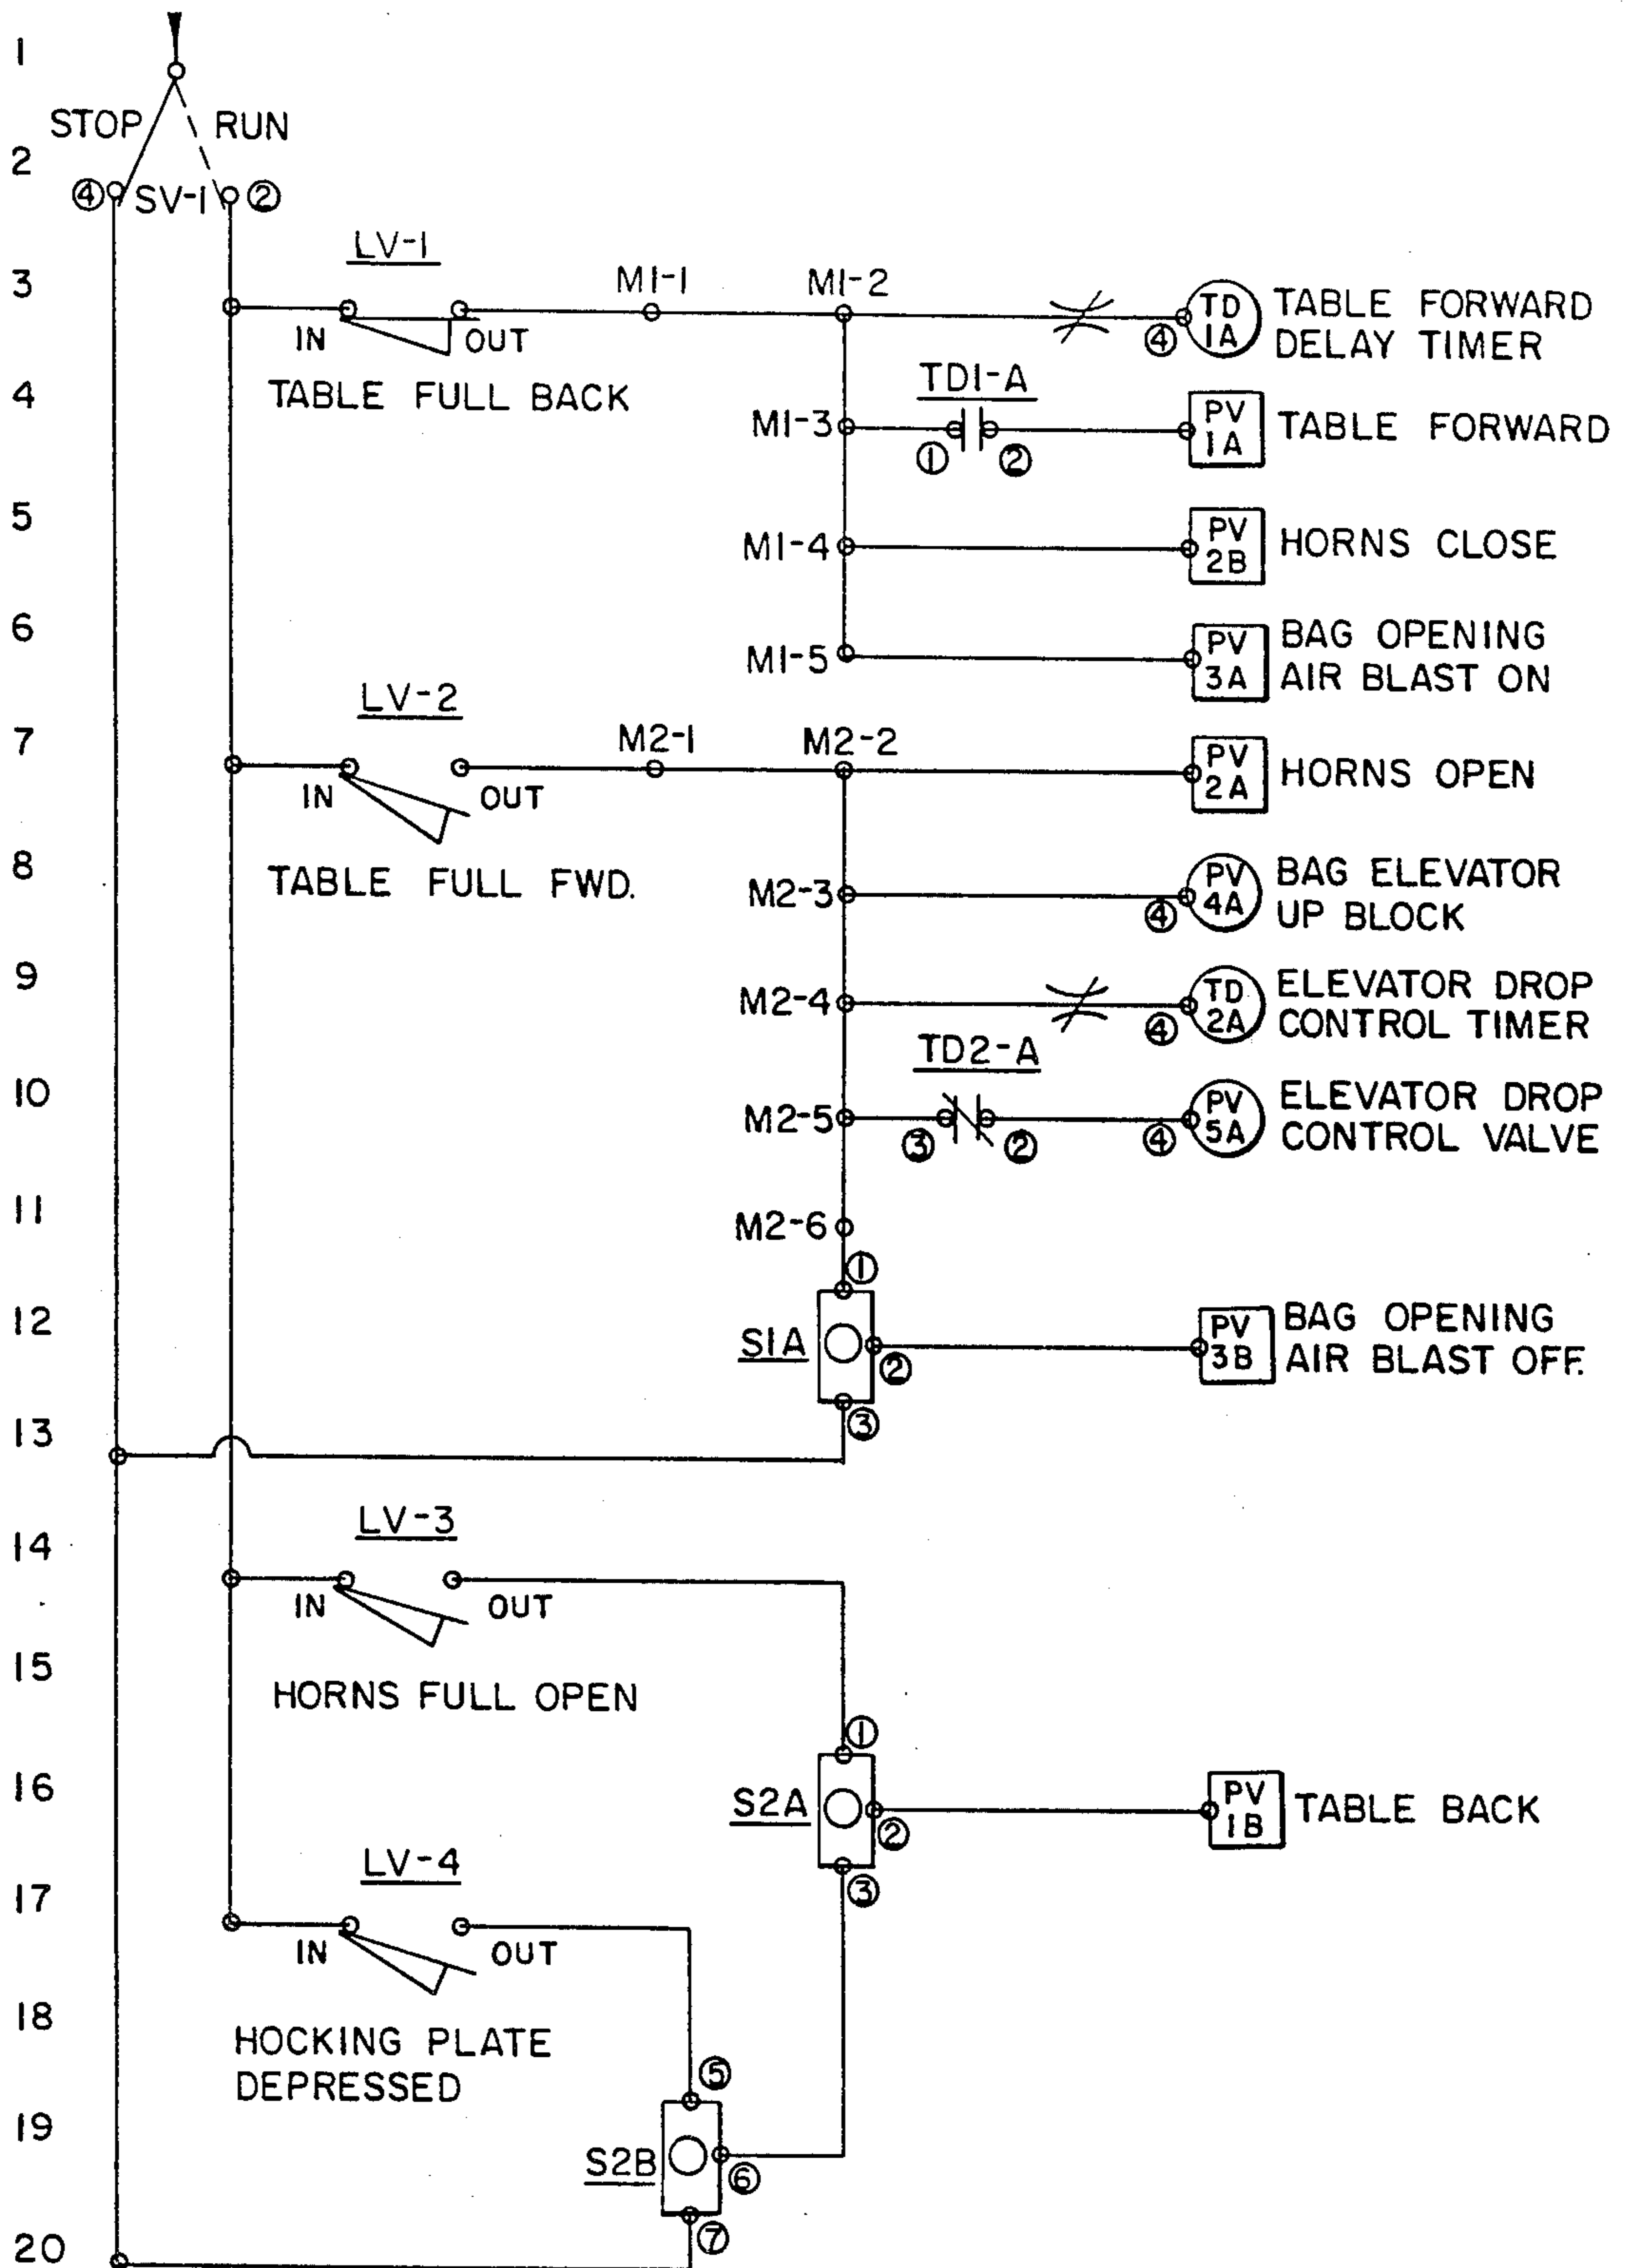 1
STOP RUN
2
④ SV-1 ②
LV-1
3
M1-1 M1-2
IN OUT
④ TD 1A
TABLE FORWARD
DELAY TIMER
TABLE FULL BACK
4
TD1-A
M1-3
① ②
PV 1A
TABLE FORWARD
5
M1-4
PV 2B
HORNS CLOSE
6
M1-5
PV 3A
BAG OPENING
AIR BLAST ON
LV-2
7
M2-1 M2-2
IN OUT
PV 2A
HORNS OPEN
8
TABLE FULL FWD.
M2-3
④ PV 4A
BAG ELEVATOR
UP BLOCK
9
M2-4
④ TD 2A
ELEVATOR DROP
CONTROL TIMER
TD2-A
10
M2-5
③ ②
④ PV 5A
ELEVATOR DROP
CONTROL VALVE
11
M2-6
①
12
S1A
②
PV 3B
BAG OPENING
AIR BLAST OFF.
13
③
LV-3
14
IN OUT
15
HORNS FULL OPEN
①
16
S2A
②
PV 1B
TABLE BACK
LV-4
17
③
IN OUT
18
HOCKING PLATE
DEPRESSED
⑤
19
S2B
⑥
⑦
20